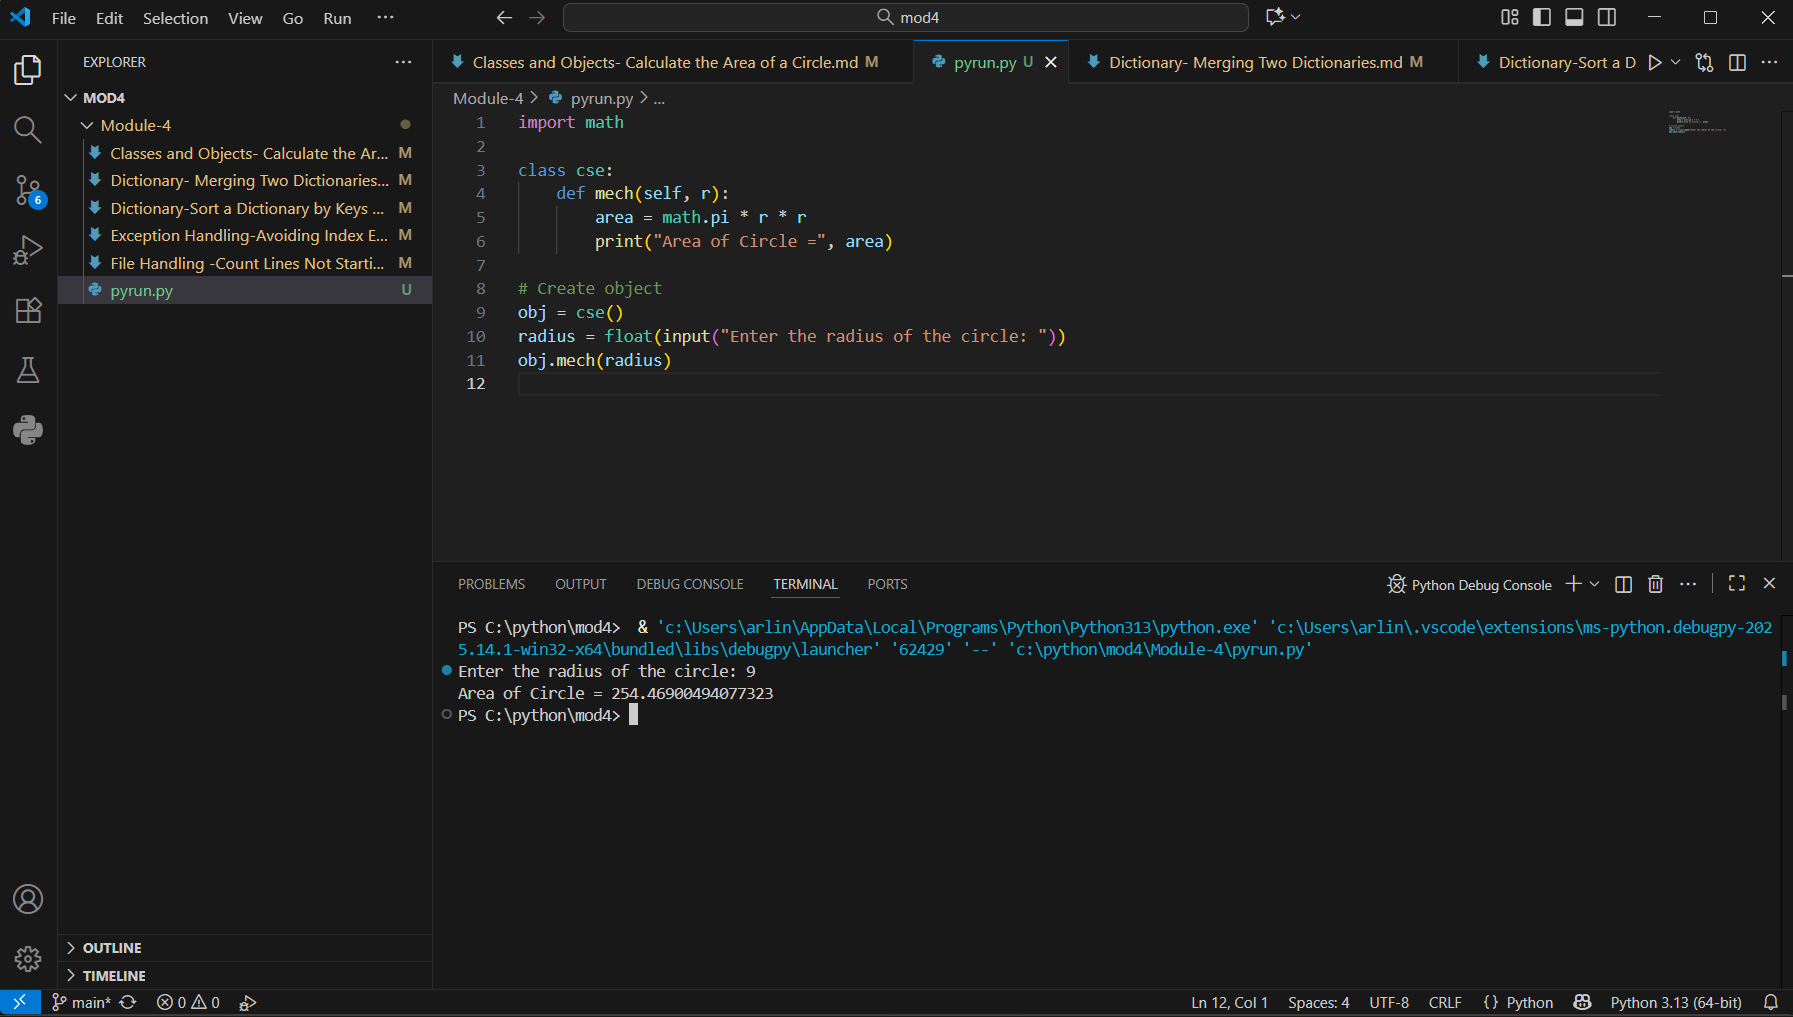 File Edit Selection View Go Run ··· mod4
EXPLORER ···
MOD4
Module-4
Classes and Objects- Calculate the Ar... M
Dictionary- Merging Two Dictionaries... M
Dictionary-Sort a Dictionary by Keys ... M
Exception Handling-Avoiding Index E... M
File Handling -Count Lines Not Starti... M
pyrun.py U
6
OUTLINE
TIMELINE
Classes and Objects- Calculate the Area of a Circle.md M pyrun.py U Dictionary- Merging Two Dictionaries.md M Dictionary-Sort a D
Module-4 > pyrun.py > ...
1 import math
2
3 class cse:
4 def mech(self, r):
5 area = math.pi * r * r
6 print("Area of Circle =", area)
7
8 # Create object
9 obj = cse()
10 radius = float(input("Enter the radius of the circle: "))
11 obj.mech(radius)
12
PROBLEMS OUTPUT DEBUG CONSOLE TERMINAL PORTS Python Debug Console
PS C:\python\mod4>  & 'c:\Users\arlin\AppData\Local\Programs\Python\Python313\python.exe' 'c:\Users\arlin\.vscode\extensions\ms-python.debugpy-202
5.14.1-win32-x64\bundled\libs\debugpy\launcher' '62429' '--' 'c:\python\mod4\Module-4\pyrun.py'
Enter the radius of the circle: 9
Area of Circle = 254.46900494077323
PS C:\python\mod4>
main* 0 0 Ln 12, Col 1 Spaces: 4 UTF-8 CRLF {} Python Python 3.13 (64-bit)